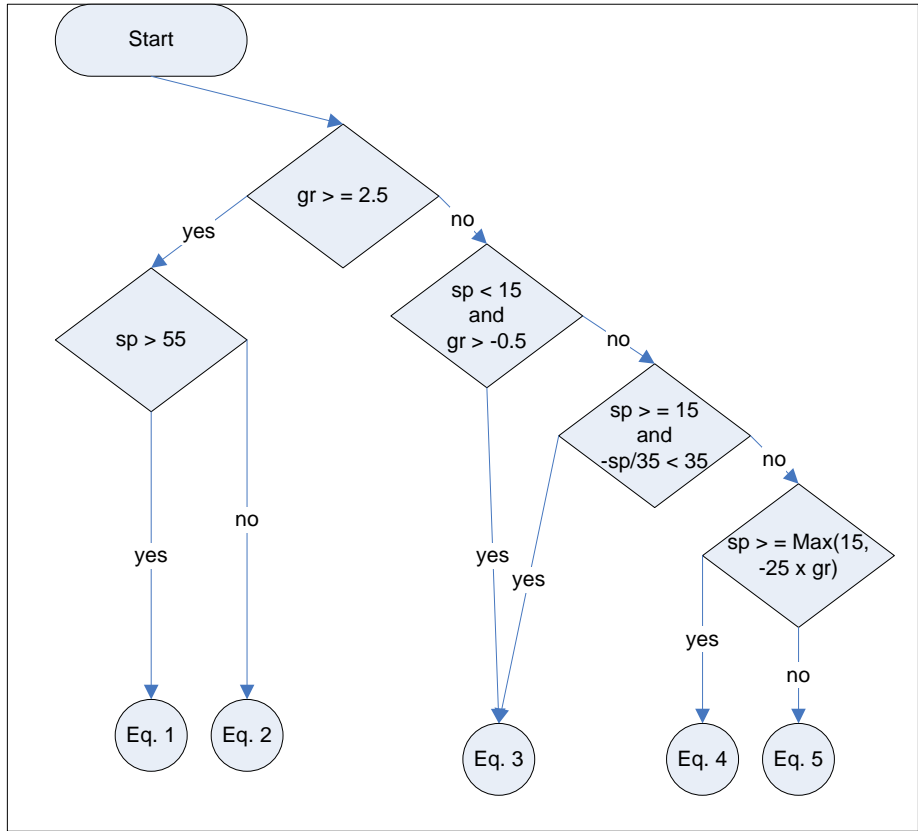 Start
gr > = 2.5
yes
no
sp > 55
sp < 15
and
gr > -0.5
no
sp > = 15
and
-sp/35 < 35
no
sp > = Max(15,
-25 x gr)
yes
no
yes
yes
yes
no
Eq. 1
Eq. 2
Eq. 3
Eq. 4
Eq. 5